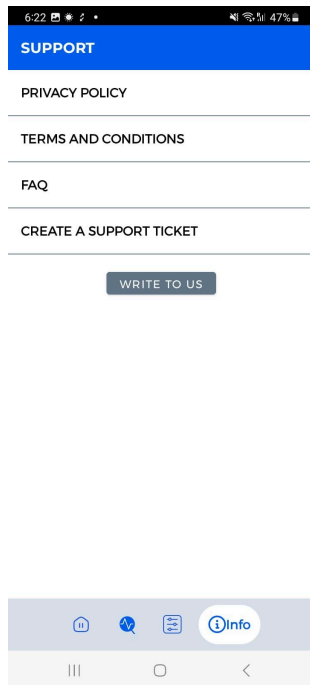 6:22 47%
SUPPORT
PRIVACY POLICY
TERMS AND CONDITIONS
FAQ
CREATE A SUPPORT TICKET
WRITE TO US
Info